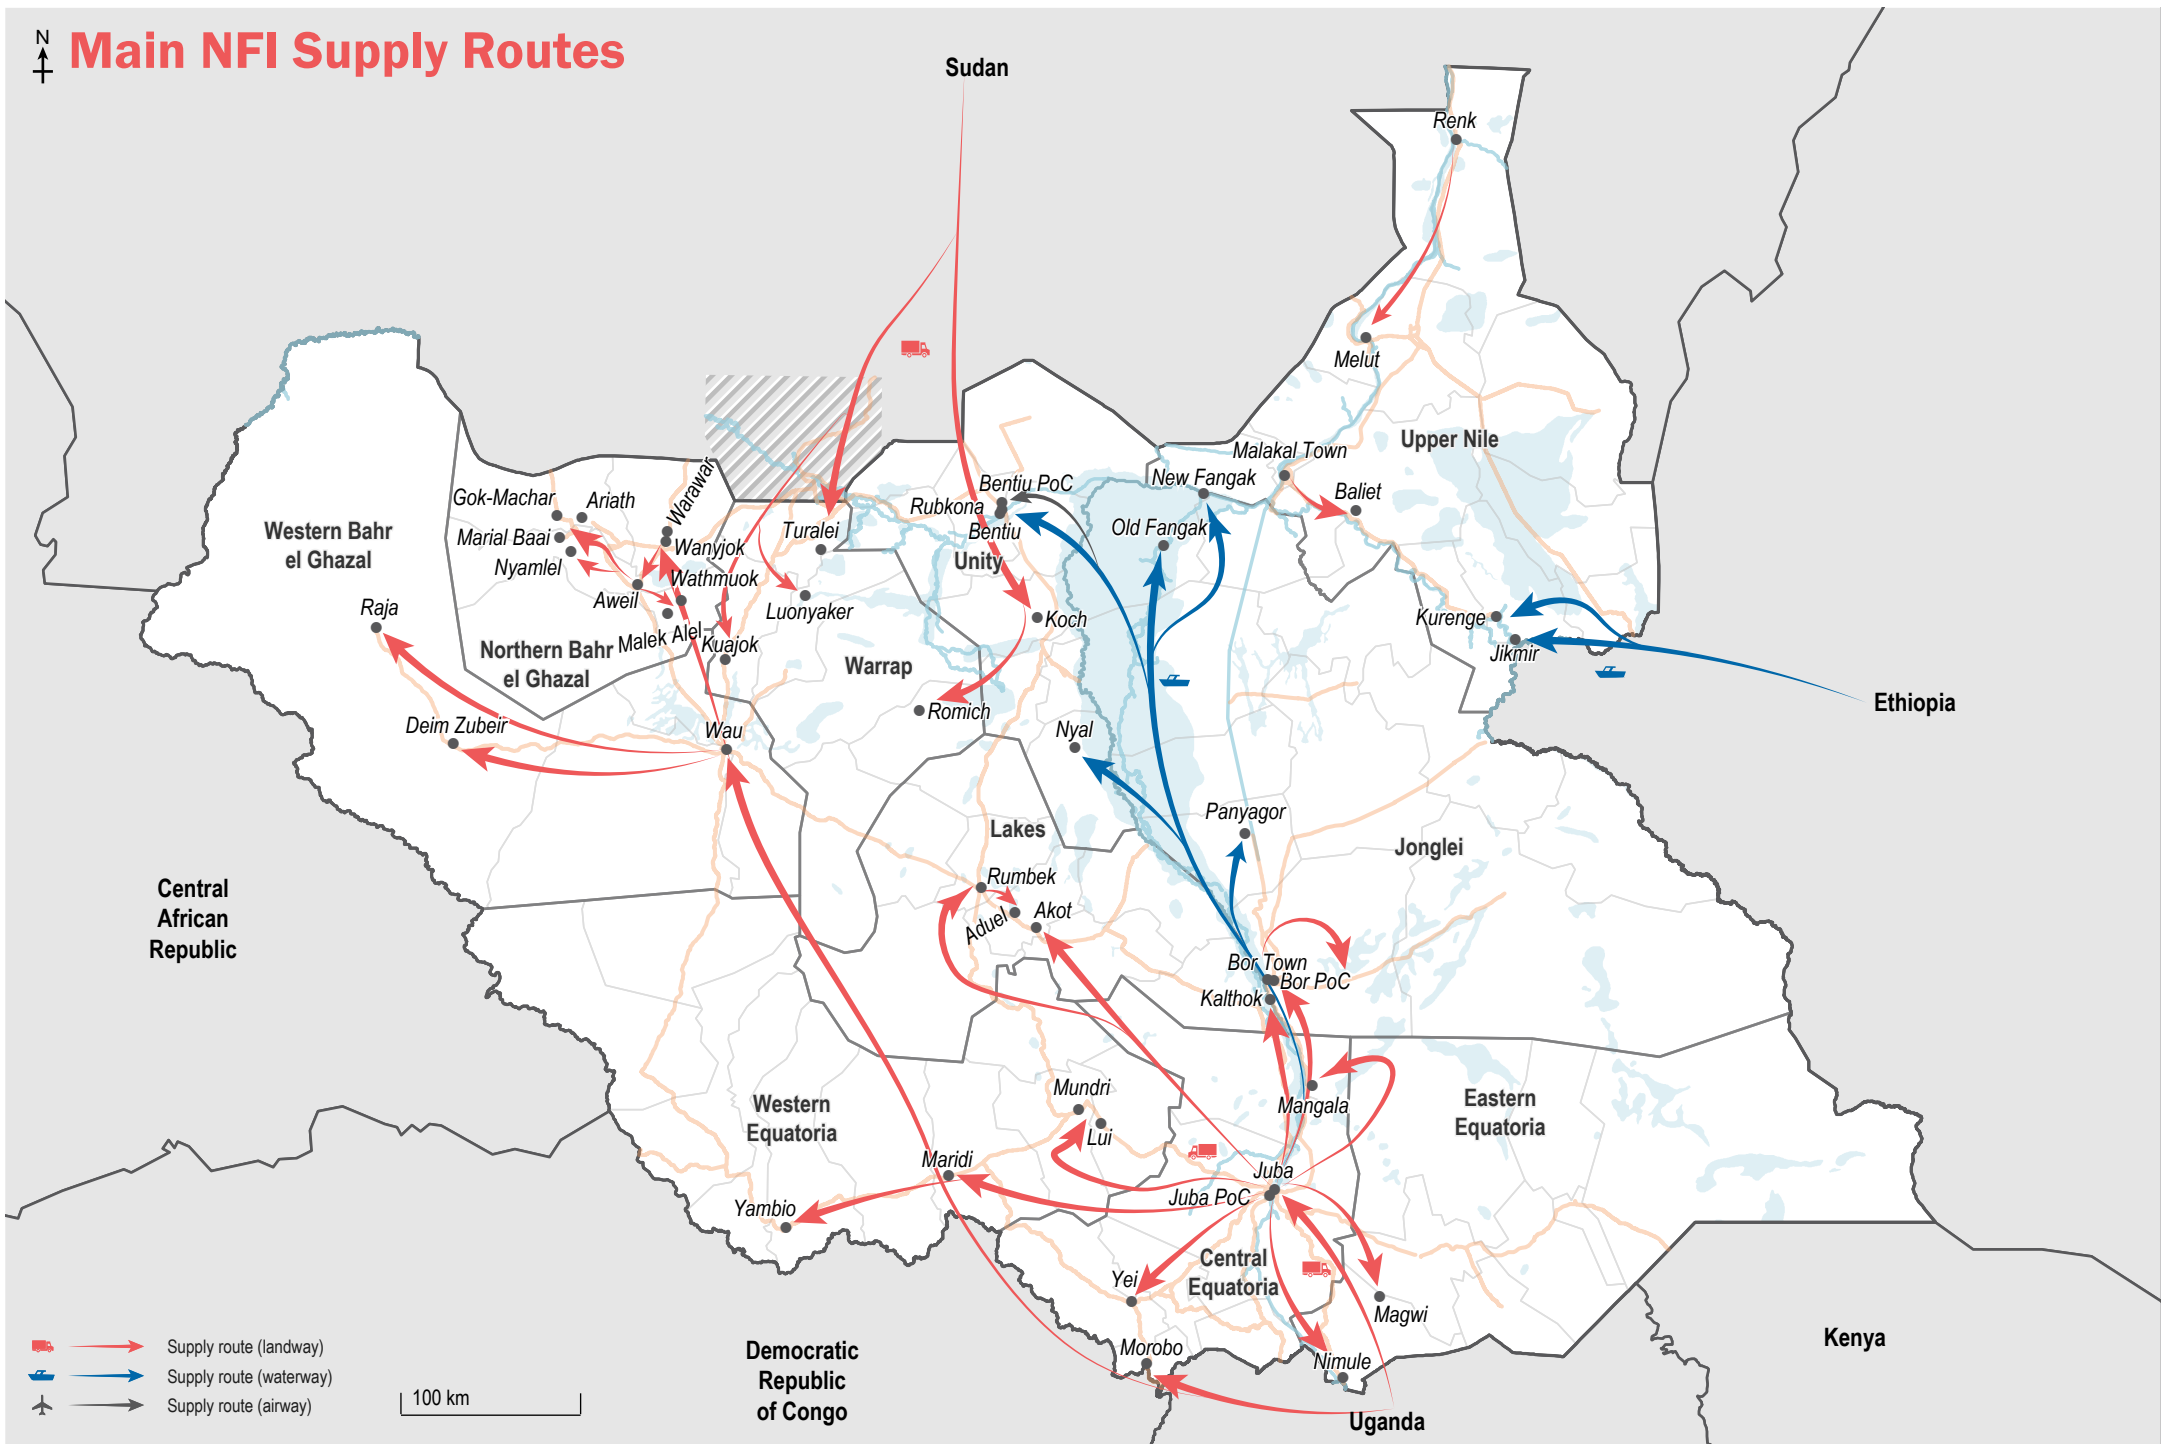 N
Main NFI Supply Routes
Sudan
Renk
Melut
Upper Nile
Malakal Town
New Fangak
Baliet
Bentiu PoC
Rubkona
Bentiu
Old Fangak
Unity
Gok-Machar
Ariath
Warawar
Marial Baai
Nyamlel
Wanyjok
Wathmuok
Aweil
Malek Alel
Kuajok
Turalei
Luonyaker
Western Bahr
el Ghazal
Raja
Northern Bahr
el Ghazal
Warrap
Koch
Kurenge
Jikmir
Ethiopia
Romich
Nyal
Deim Zubeir
Wau
Panyagor
Lakes
Jonglei
Rumbek
Aduel
Akot
Central
African
Republic
Bor Town
Bor PoC
Kalthok
Mundri
Lui
Mangala
Western
Equatoria
Eastern
Equatoria
Maridi
Juba
Juba PoC
Yambio
Central
Equatoria
Yei
Magwi
Morobo
Nimule
Kenya
Uganda
Democratic
Republic
of Congo
Supply route (landway)
Supply route (waterway)
Supply route (airway)
100 km